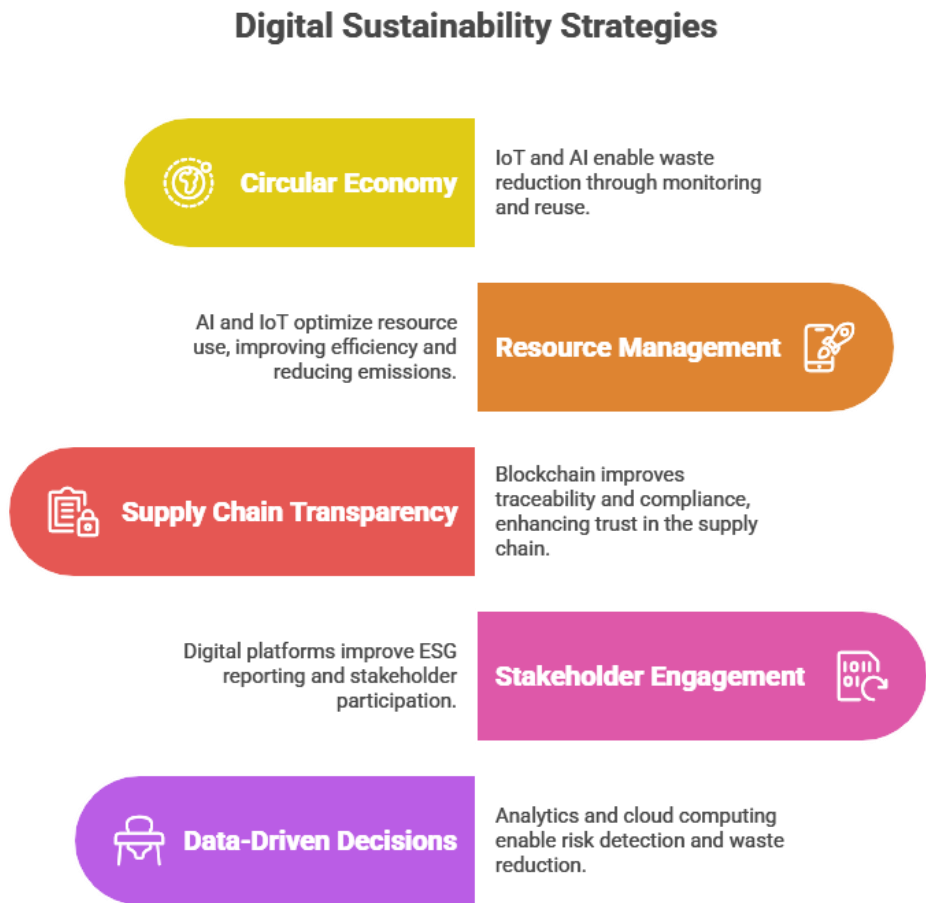 Digital Sustainability Strategies
Circular Economy
IoT and AI enable waste
reduction through monitoring
and reuse.
AI and IoT optimize resource
use, improving efficiency and
reducing emissions.
Resource Management
Supply Chain Transparency
Blockchain improves
traceability and compliance,
enhancing trust in the supply
chain.
Digital platforms improve ESG
reporting and stakeholder
participation.
Stakeholder Engagement
1011
01
Data-Driven Decisions
Analytics and cloud computing
enable risk detection and waste
reduction.